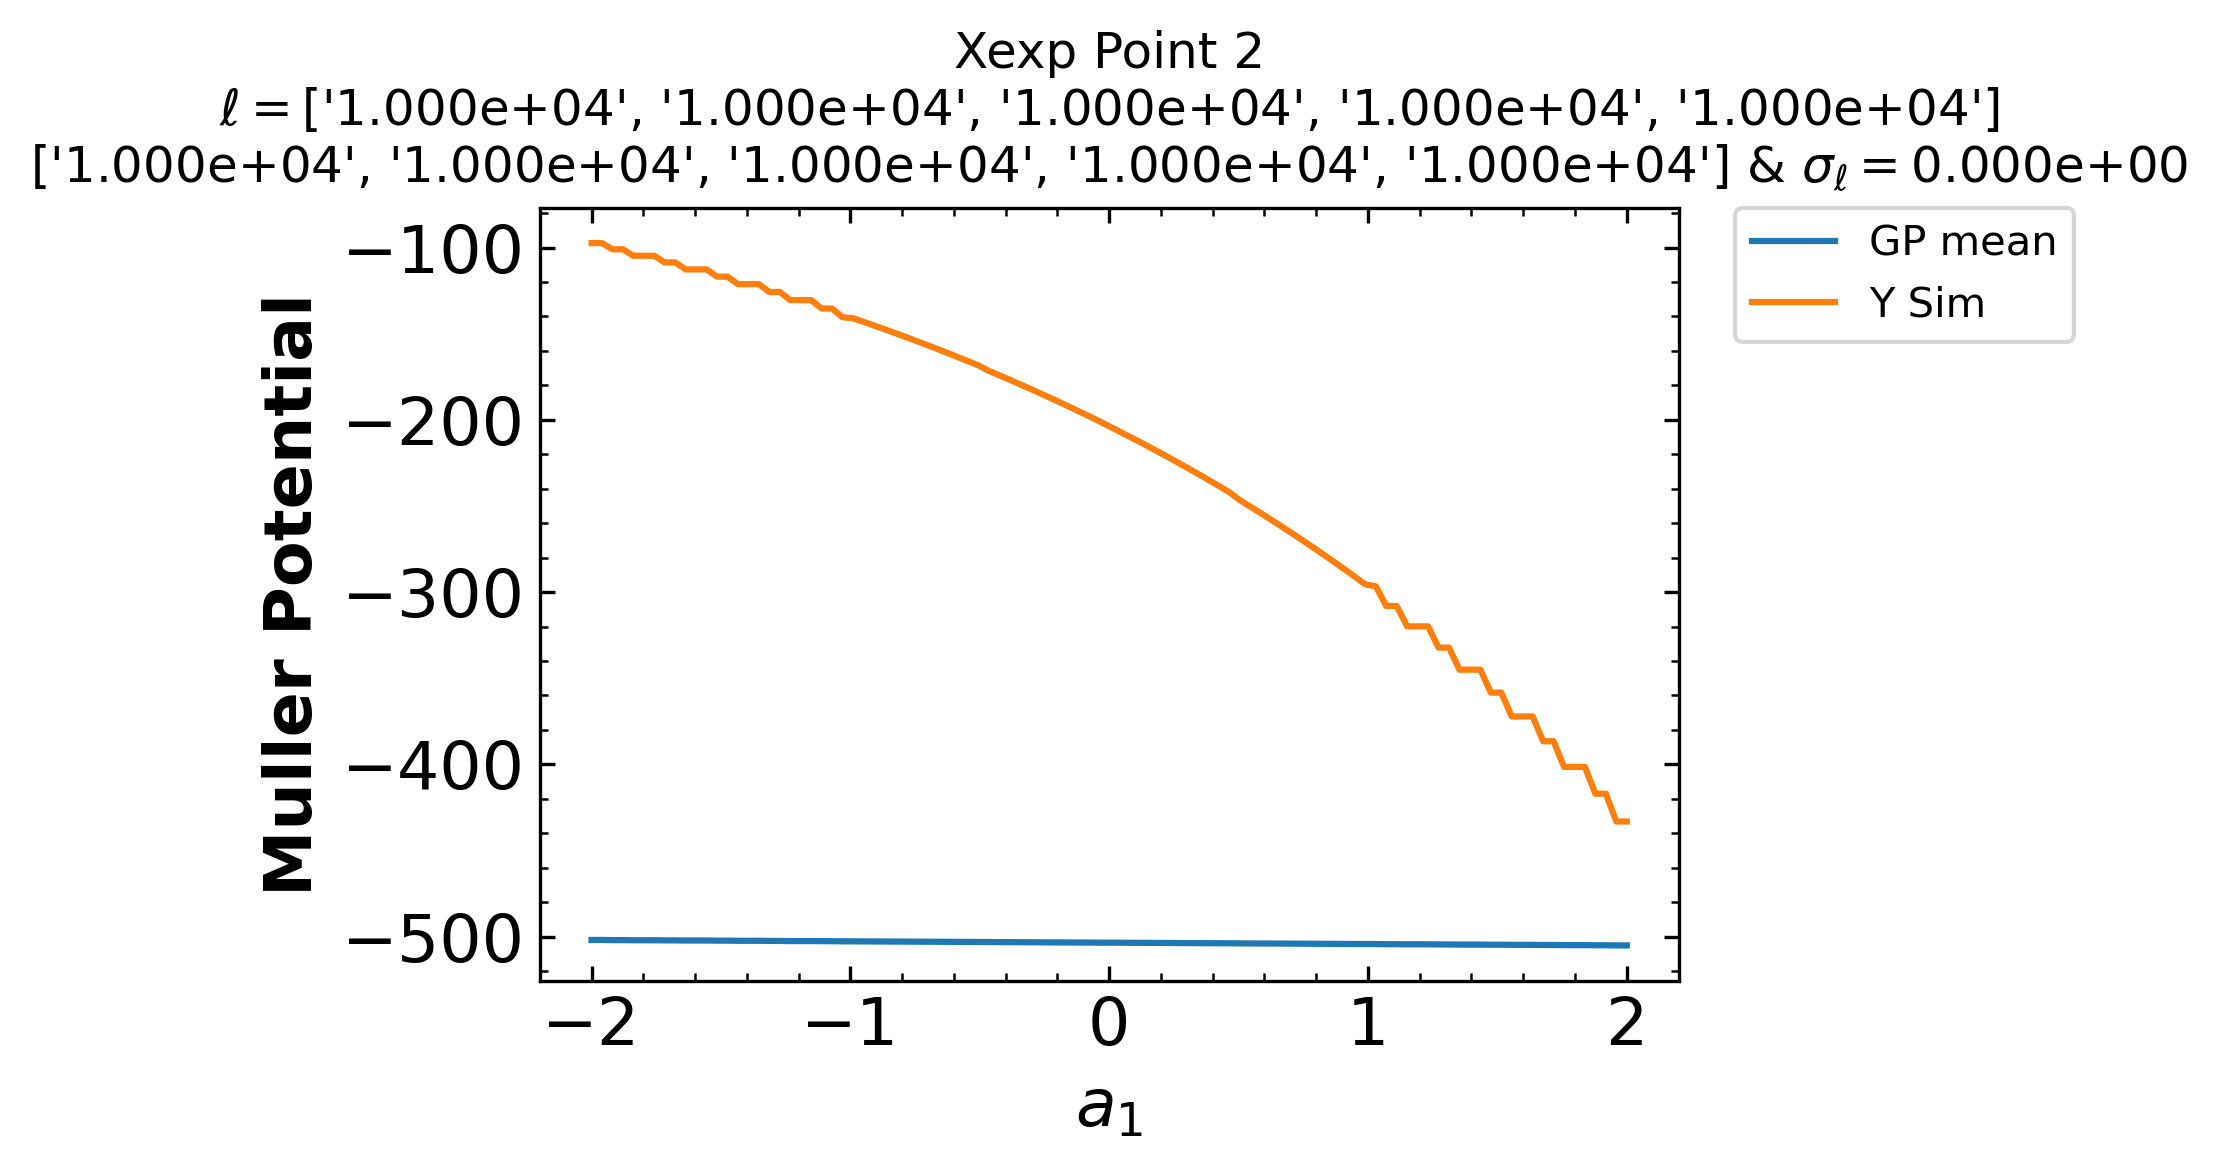 Xexp Point 2
ℓ = ['1.000e+04', '1.000e+04', '1.000e+04', '1.000e+04', '1.000e+04']
['1.000e+04', '1.000e+04', '1.000e+04', '1.000e+04', '1.000e+04'] & σ_ℓ = 0.000e+00
GP mean
Y Sim
Muller Potential
−100
−200
−300
−400
−500
−2 −1 0 1 2
a₁